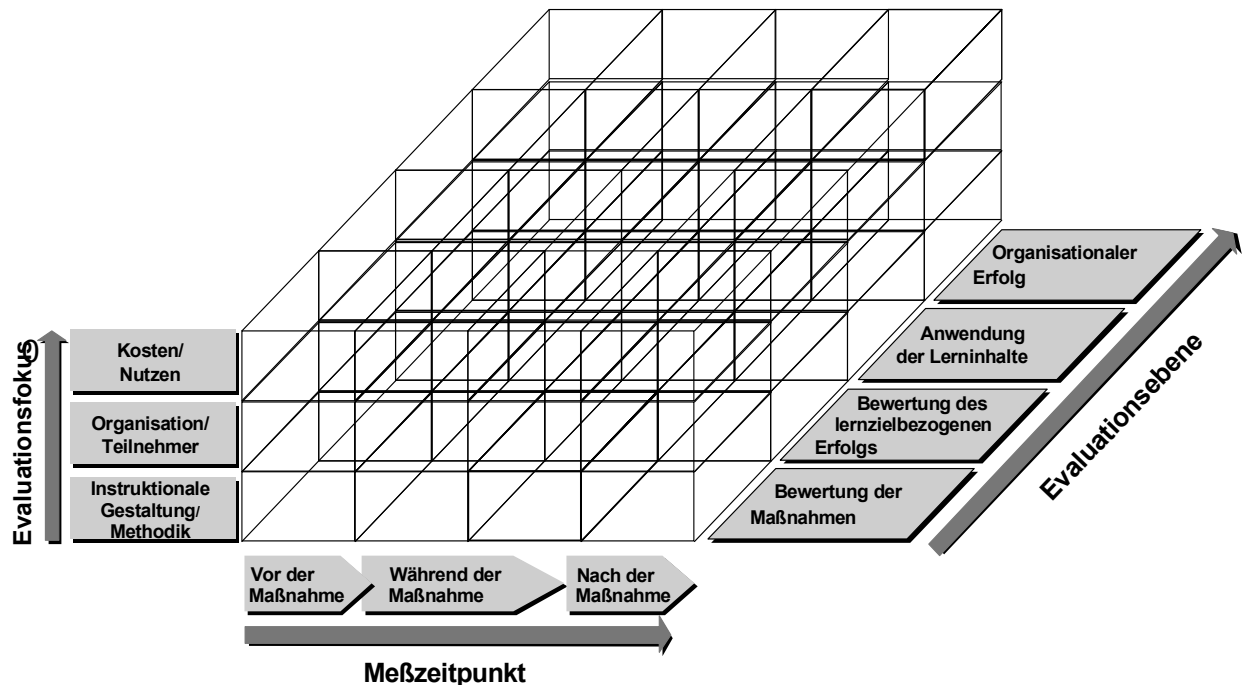 Evaluationsfokus
Kosten/
Nutzen
Organisation/
Teilnehmer
Instruktionale
Gestaltung/
Methodik
Vor der
Maßnahme
Während der
Maßnahme
Nach der
Maßnahme
Meßzeitpunkt
Organisationaler
Erfolg
Anwendung
der Lerninhalte
Bewertung des
lernzielbezogenen
Erfolgs
Bewertung der
Maßnahmen
Evaluationsebene